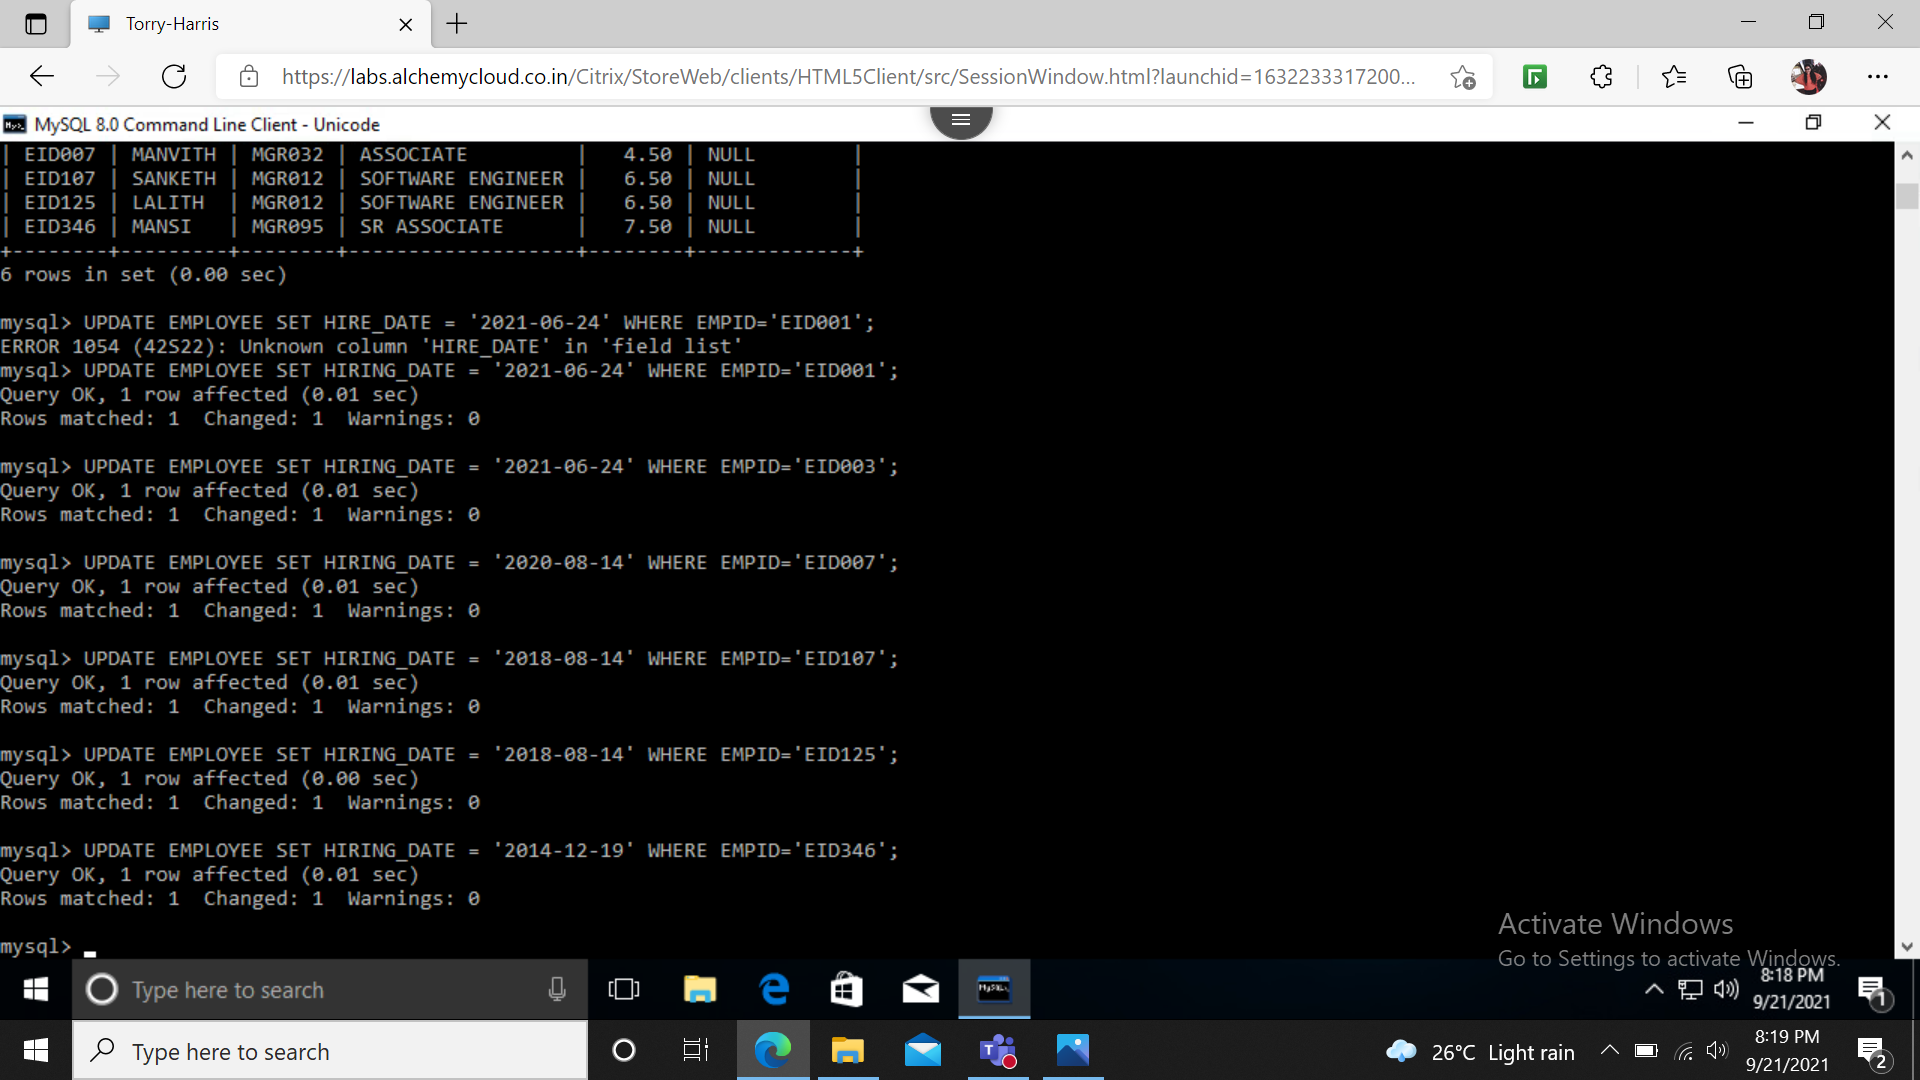 Torry-Harris
https://labs.alchemycloud.co.in/Citrix/StoreWeb/clients/HTML5Client/src/SessionWindow.html?launchid=1632233317200...
MySQL 8.0 Command Line Client - Unicode
| EID007 | MANVITH | MGR032 | ASSOCIATE | 4.50 | NULL |
| EID107 | SANKETH | MGR012 | SOFTWARE ENGINEER | 6.50 | NULL |
| EID125 | LALITH | MGR012 | SOFTWARE ENGINEER | 6.50 | NULL |
| EID346 | MANSI | MGR095 | SR ASSOCIATE | 7.50 | NULL |
+--------+---------+--------+-------------------+--------+-------------+
6 rows in set (0.00 sec)
mysql> UPDATE EMPLOYEE SET HIRE_DATE = '2021-06-24' WHERE EMPID='EID001';
ERROR 1054 (42S22): Unknown column 'HIRE_DATE' in 'field list'
mysql> UPDATE EMPLOYEE SET HIRING_DATE = '2021-06-24' WHERE EMPID='EID001';
Query OK, 1 row affected (0.01 sec)
Rows matched: 1  Changed: 1  Warnings: 0
mysql> UPDATE EMPLOYEE SET HIRING_DATE = '2021-06-24' WHERE EMPID='EID003';
Query OK, 1 row affected (0.01 sec)
Rows matched: 1  Changed: 1  Warnings: 0
mysql> UPDATE EMPLOYEE SET HIRING_DATE = '2020-08-14' WHERE EMPID='EID007';
Query OK, 1 row affected (0.01 sec)
Rows matched: 1  Changed: 1  Warnings: 0
mysql> UPDATE EMPLOYEE SET HIRING_DATE = '2018-08-14' WHERE EMPID='EID107';
Query OK, 1 row affected (0.01 sec)
Rows matched: 1  Changed: 1  Warnings: 0
mysql> UPDATE EMPLOYEE SET HIRING_DATE = '2018-08-14' WHERE EMPID='EID125';
Query OK, 1 row affected (0.00 sec)
Rows matched: 1  Changed: 1  Warnings: 0
mysql> UPDATE EMPLOYEE SET HIRING_DATE = '2014-12-19' WHERE EMPID='EID346';
Query OK, 1 row affected (0.01 sec)
Rows matched: 1  Changed: 1  Warnings: 0
mysql> _
Activate Windows
Go to Settings to activate Windows.
Type here to search
8:18 PM
9/21/2021
1
Type here to search
26°C Light rain
8:19 PM
9/21/2021
2